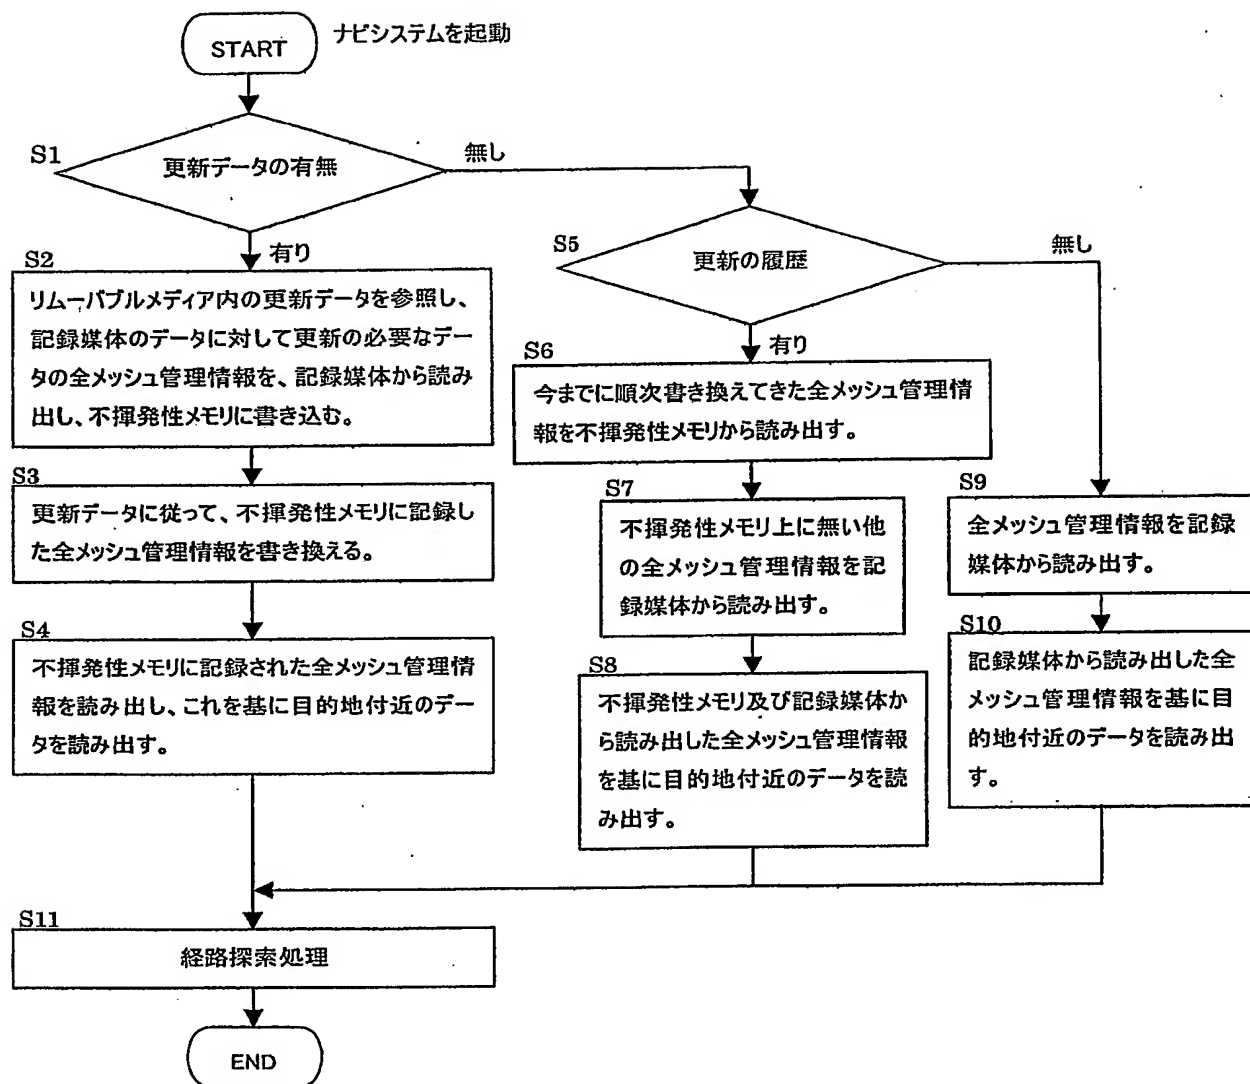 START
ナビシステムを起動
S1
更新データの有無
無し
有り
S2
リムーバブルメディア内の更新データを参照し、
記録媒体のデータに対して更新の必要なデー
タの全メッシュ管理情報を、記録媒体から読み
出し、不揮発性メモリに書き込む。
S3
更新データに従って、不揮発性メモリに記録し
た全メッシュ管理情報を書き換える。
S4
不揮発性メモリに記録された全メッシュ管理情
報を読み出し、これを基に目的地付近のデー
タを読み出す。
S5
更新の履歴
無し
有り
S6
今までに順次書き換えてきた全メッシュ管理情
報を不揮発性メモリから読み出す。
S7
不揮発性メモリ上に無い他
の全メッシュ管理情報を記
録媒体から読み出す。
S8
不揮発性メモリ及び記録媒体か
ら読み出した全メッシュ管理情報
を基に目的地付近のデータを読
み出す。
S9
全メッシュ管理情報を記録
媒体から読み出す。
S10
記録媒体から読み出した全
メッシュ管理情報を基に目
的地付近のデータを読み出
す。
S11
経路探索処理
END